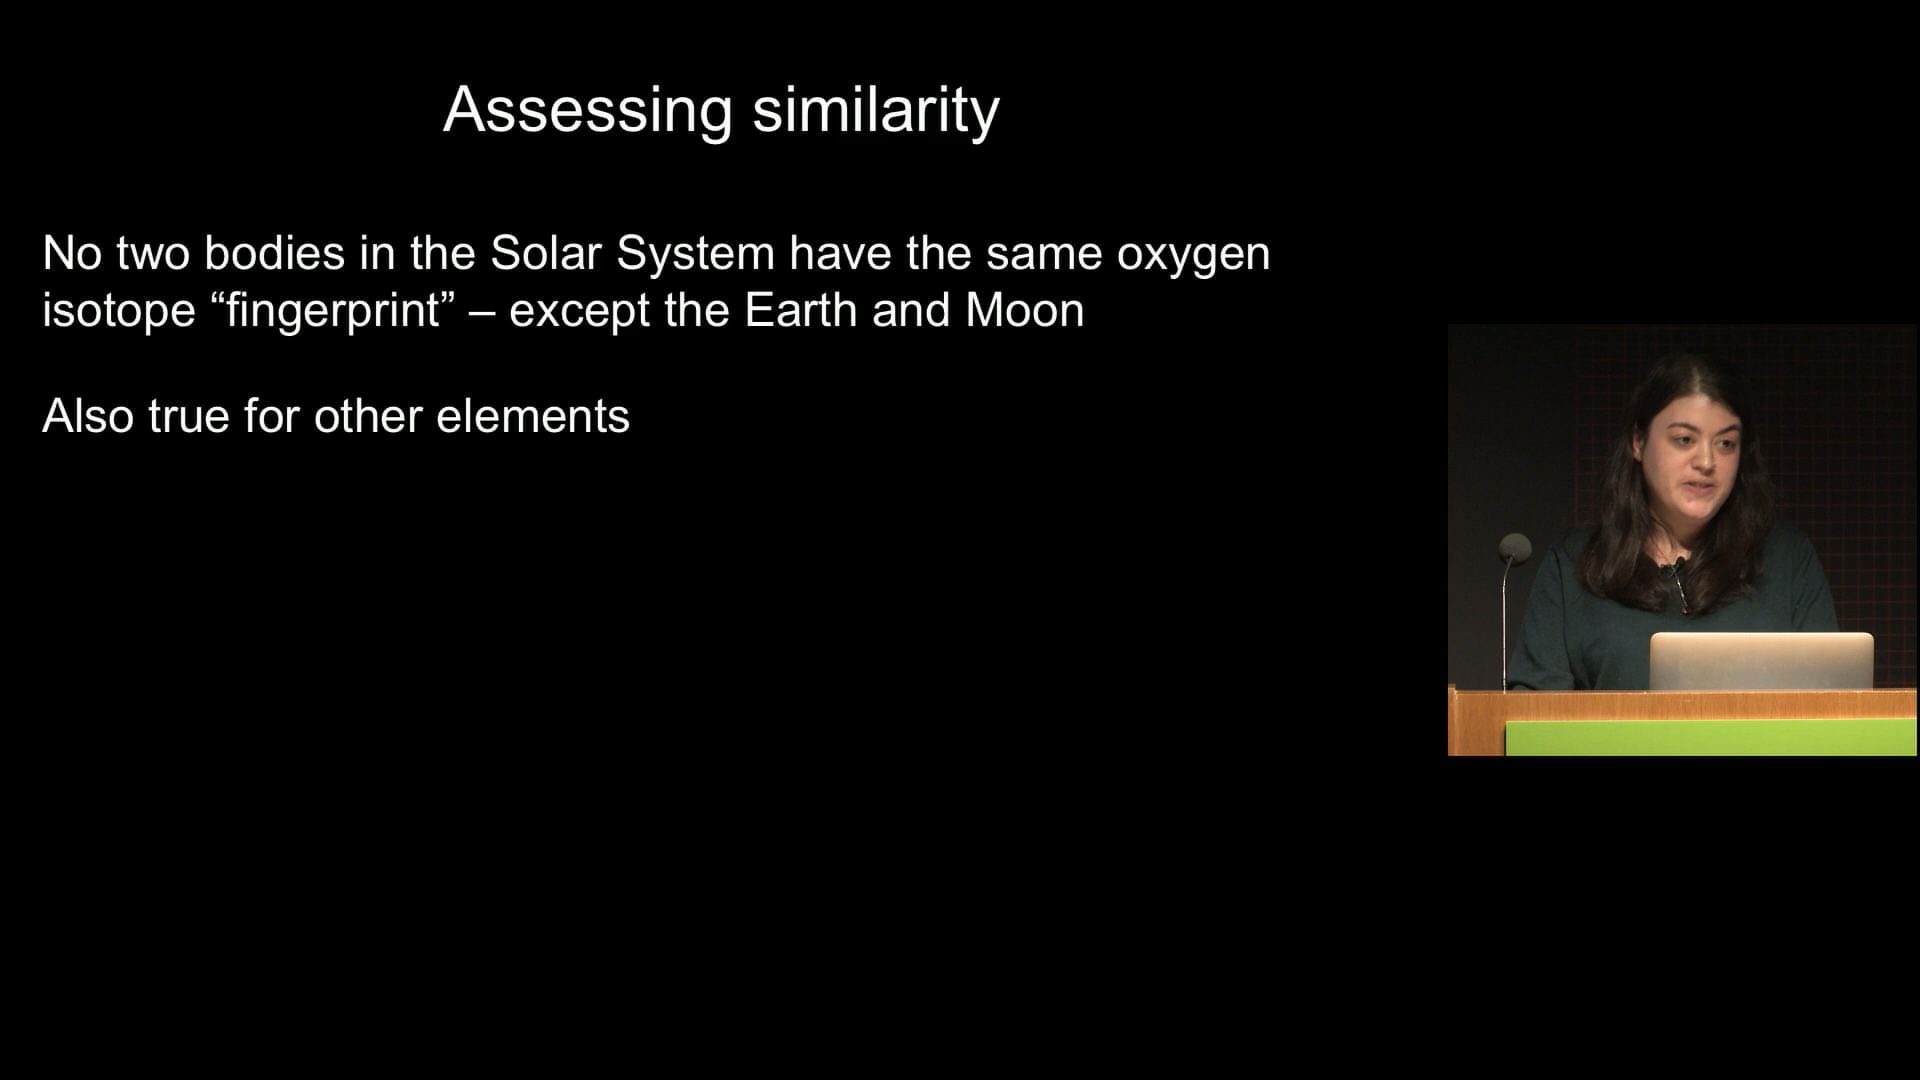 Assessing similarity
No two bodies in the Solar System have the same oxygen
isotope “fingerprint” – except the Earth and Moon
Also true for other elements